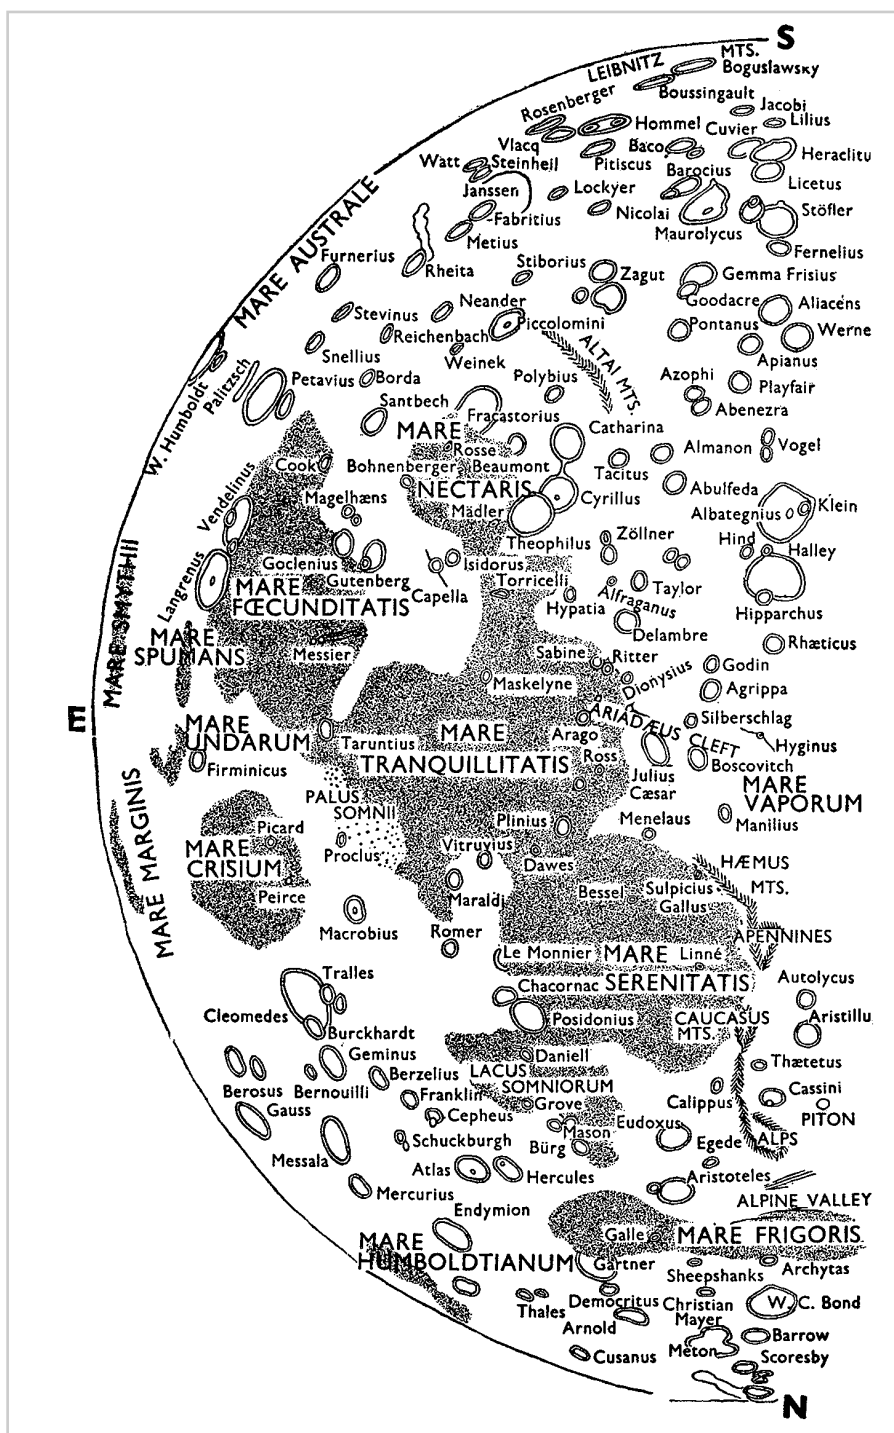 S
LEIBNITZ
MTS.
Boguslawsky
Boussingault
Rosenberger
Jacobi
Lilius
Hommel
Cuvier
Vlacq
Baco
Heraclitu
Watt
Steinheil
Pitiscus
Barocius
Licetus
Janssen
Lockyer
Fabritius
Nicolai
Stöfler
Maurolycus
Metius
Fernelius
MARE AUSTRALE
Furnerius
Rheita
Stiborius
Zagut
Gemma Frisius
Goodacre
Aliacens
Neander
Stevinus
Piccolomini
Pontanus
Werne
Reichenbach
Snellius
Weinek
ALTAI MTS.
Apianus
W. Humboldt
Palitzsch
Petavius
Borda
Polybius
Azophi
Playfair
Abenezra
Santbech
Fracastorius
Catharina
MARE
Rosse
Almanon
Vogel
Cook
Bohnenberger
Beaumont
Tacitus
NECTARIS
Abulfeda
Vendelinus
Magelhæns
Cyrillus
Klein
Mädler
Albategnius
Theophilus
Zöllner
Hind
Halley
Langrenus
Goclenius
Isidorus
Gutenberg
Torricelli
MARE
FŒCUNDITATIS
Capella
Taylor
Alfraganus
Hypatia
Hipparchus
MARE SMYTHII
MARE
SPUMANS
Messier
Delambre
Rhæticus
Sabine
Ritter
Godin
Maskelyne
Dionysius
Agrippa
E
MARE
UNDARUM
MARE
TRANQUILLITATIS
ARIADÆUS CLEFT
Silberschlag
Arago
Taruntius
Hyginus
Ross
Firminicus
Julius
Cæsar
Boscovitch
MARE
VAPORUM
MARE MARGINIS
PALUS
SOMNII
Plinius
Menelaus
Manilius
Picard
MARE
CRISIUM
Proclus
Vitruvius
Dawes
HÆMUS
MTS.
Peirce
Maraldi
Bessel
Sulpicius
Gallus
Macrobius
Romer
APENNINES
Le Monnier
MARE
SERENITATIS
Linné
Tralles
Chacornac
Autolycus
Cleomedes
Posidonius
CAUCASUS
MTS.
Aristillu
Burckhardt
Geminus
Daniell
Thætetus
LACUS
SOMNIORUM
Berzelius
Berosus
Bernouilli
Franklin
Grove
Calippus
Cassini
Gauss
Cepheus
PITON
Mason
Eudoxus
Schuckburgh
Bürg
Egede
ALPS
Messala
Atlas
Hercules
Aristoteles
Mercurius
ALPINE VALLEY
Endymion
MARE
HUMBOLDTIANUM
Galle
MARE FRIGORIS
Gärtner
Sheepshanks
Archytas
Thales
Democritus
Christian
Mayer
W. C. Bond
Arnold
Meton
Barrow
Cusanus
Scoresby
N